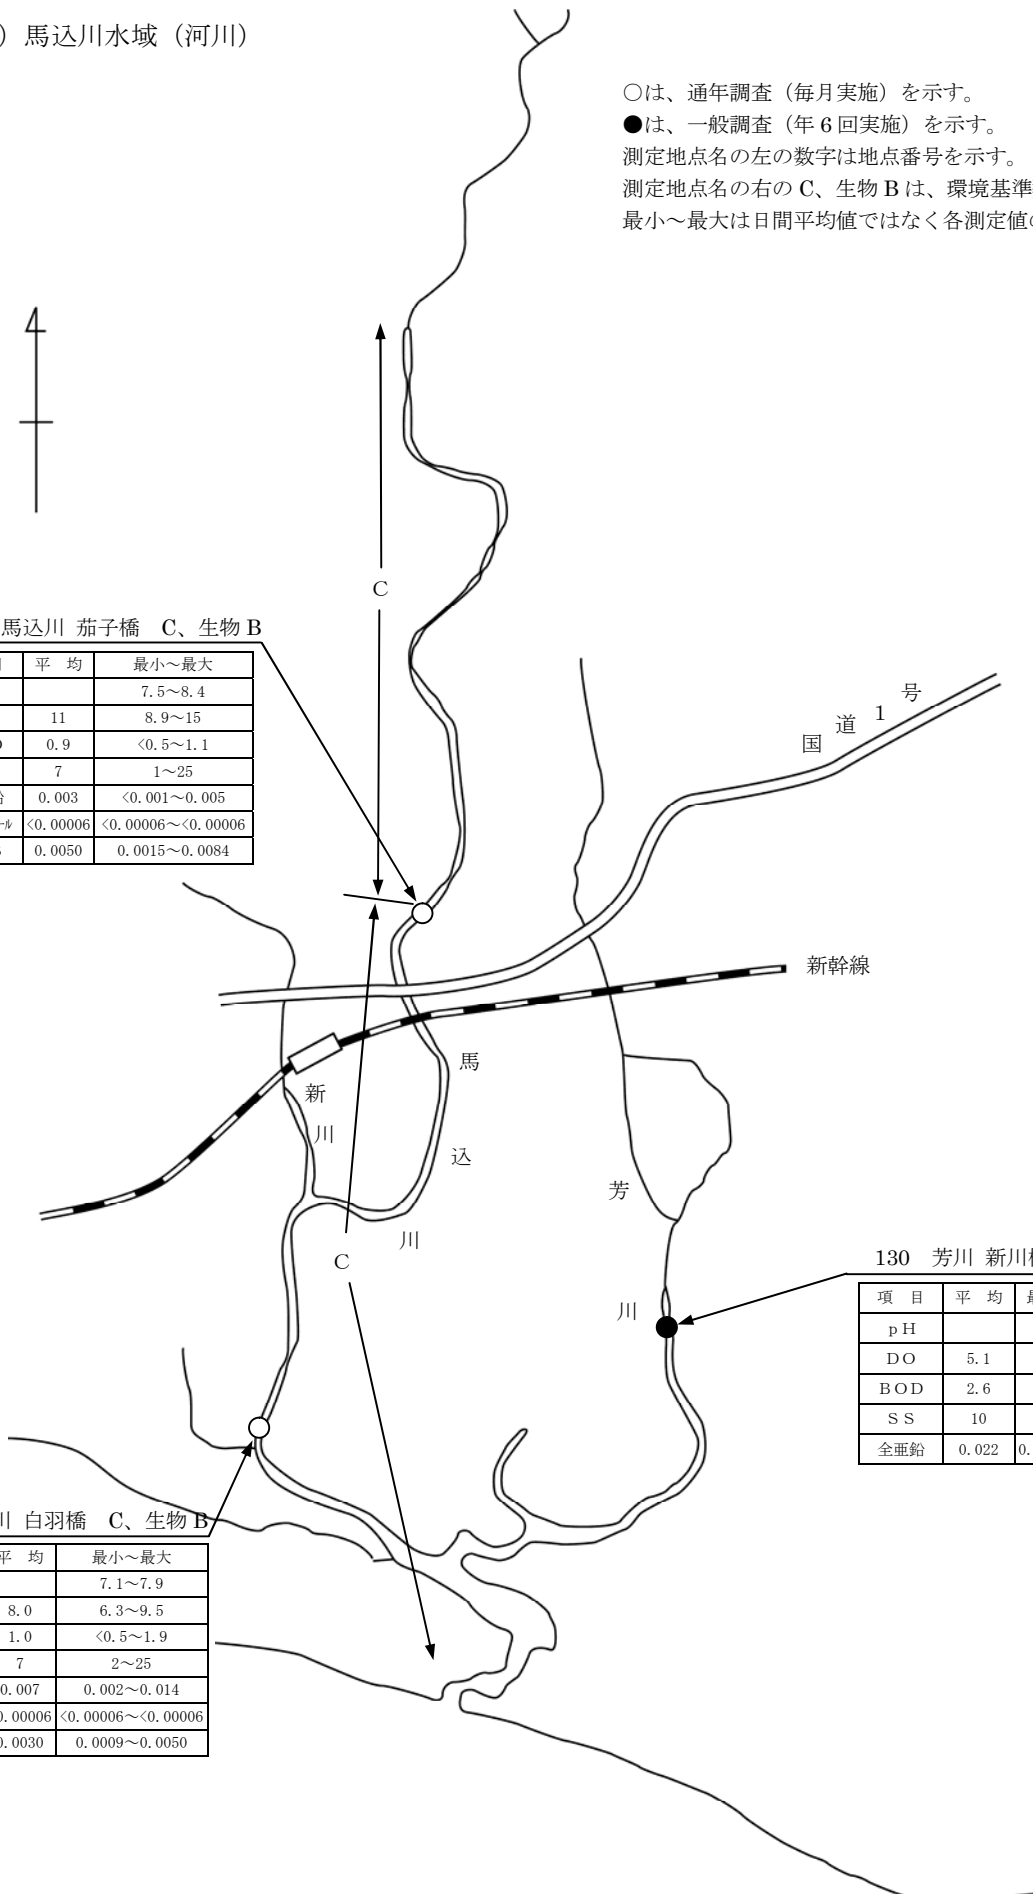 ）馬込川水域（河川）
○は、通年調査（毎月実施）を示す。
●は、一般調査（年 6 回実施）を示す。
測定地点名の左の数字は地点番号を示す。
測定地点名の右の C、生物 B は、環境基準
最小～最大は日間平均値ではなく各測定値
C
馬込川 茄子橋　C、生物 B
平　均 最小～最大
7.5～8.4
11 8.9～15
0.9 <0.5～1.1
7 1～25
0.003 <0.001～0.005
<0.00006 <0.00006～<0.00006
0.0050 0.0015～0.0084
国道1号
新幹線
新川
馬込川
芳川
C
130　芳川 新川
項　目 平　均
ｐH
DO 5.1
BOD 2.6
SS 10
全亜鉛 0.022 0.
川 白羽橋　C、生物 B
平　均 最小～最大
7.1～7.9
8.0 6.3～9.5
1.0 <0.5～1.9
7 2～25
0.007 0.002～0.014
0.00006 <0.00006～<0.00006
0.0030 0.0009～0.0050